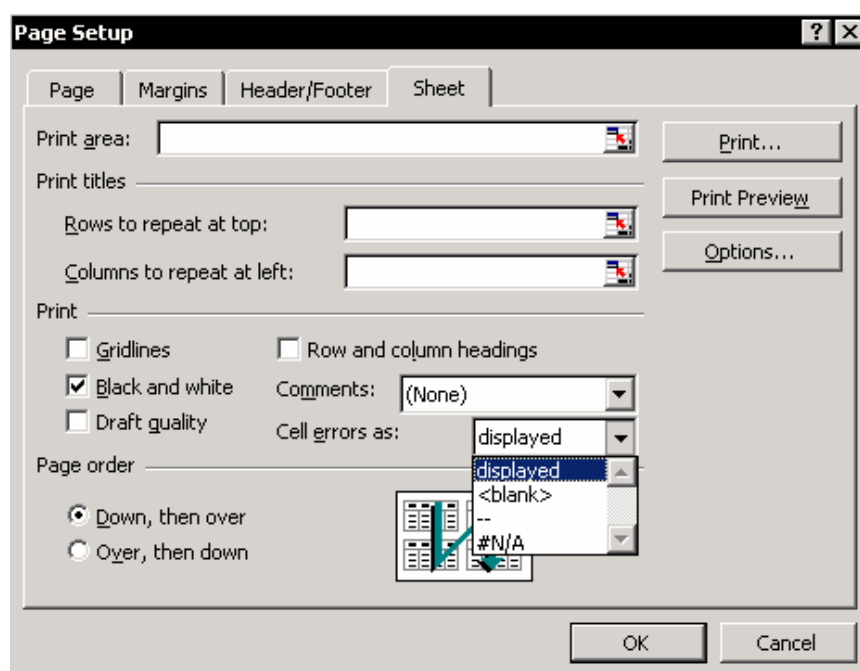 Page Setup
Page Margins Header/Footer Sheet
Print area:
Print...
Print titles
Print Preview
Rows to repeat at top:
Options...
Columns to repeat at left:
Print
Gridlines
Row and column headings
Black and white
Comments: (None)
Draft quality
Cell errors as: displayed
displayed
<blank>
--
#N/A
Page order
Down, then over
Over, then down
OK
Cancel